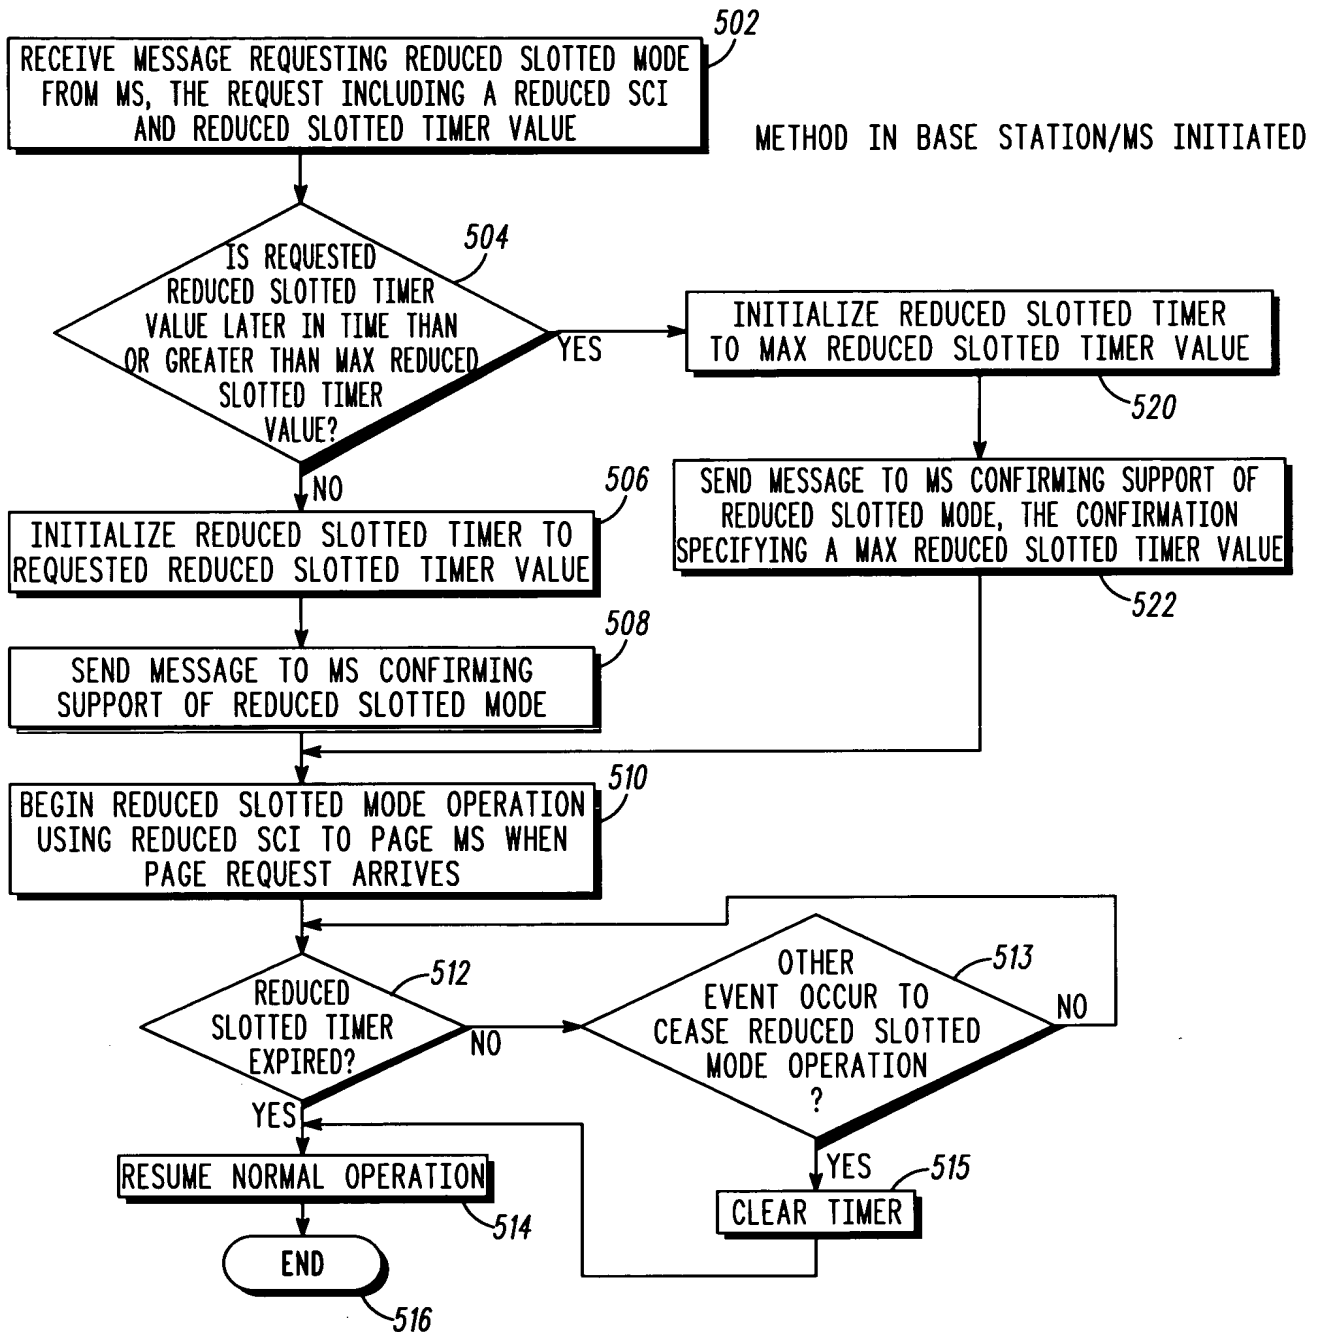 502
RECEIVE MESSAGE REQUESTING REDUCED SLOTTED MODE
FROM MS, THE REQUEST INCLUDING A REDUCED SCI
AND REDUCED SLOTTED TIMER VALUE
METHOD IN BASE STATION/MS INITIATED
504
IS REQUESTED
REDUCED SLOTTED TIMER
VALUE LATER IN TIME THAN
OR GREATER THAN MAX REDUCED
SLOTTED TIMER
VALUE?
YES
INITIALIZE REDUCED SLOTTED TIMER
TO MAX REDUCED SLOTTED TIMER VALUE
520
NO
506
INITIALIZE REDUCED SLOTTED TIMER TO
REQUESTED REDUCED SLOTTED TIMER VALUE
SEND MESSAGE TO MS CONFIRMING SUPPORT OF
REDUCED SLOTTED MODE, THE CONFIRMATION
SPECIFYING A MAX REDUCED SLOTTED TIMER VALUE
522
508
SEND MESSAGE TO MS CONFIRMING
SUPPORT OF REDUCED SLOTTED MODE
510
BEGIN REDUCED SLOTTED MODE OPERATION
USING REDUCED SCI TO PAGE MS WHEN
PAGE REQUEST ARRIVES
512
REDUCED
SLOTTED TIMER
EXPIRED?
NO
YES
513
OTHER
EVENT OCCUR TO
CEASE REDUCED SLOTTED
MODE OPERATION
?
NO
YES
515
CLEAR TIMER
RESUME NORMAL OPERATION
514
END
516